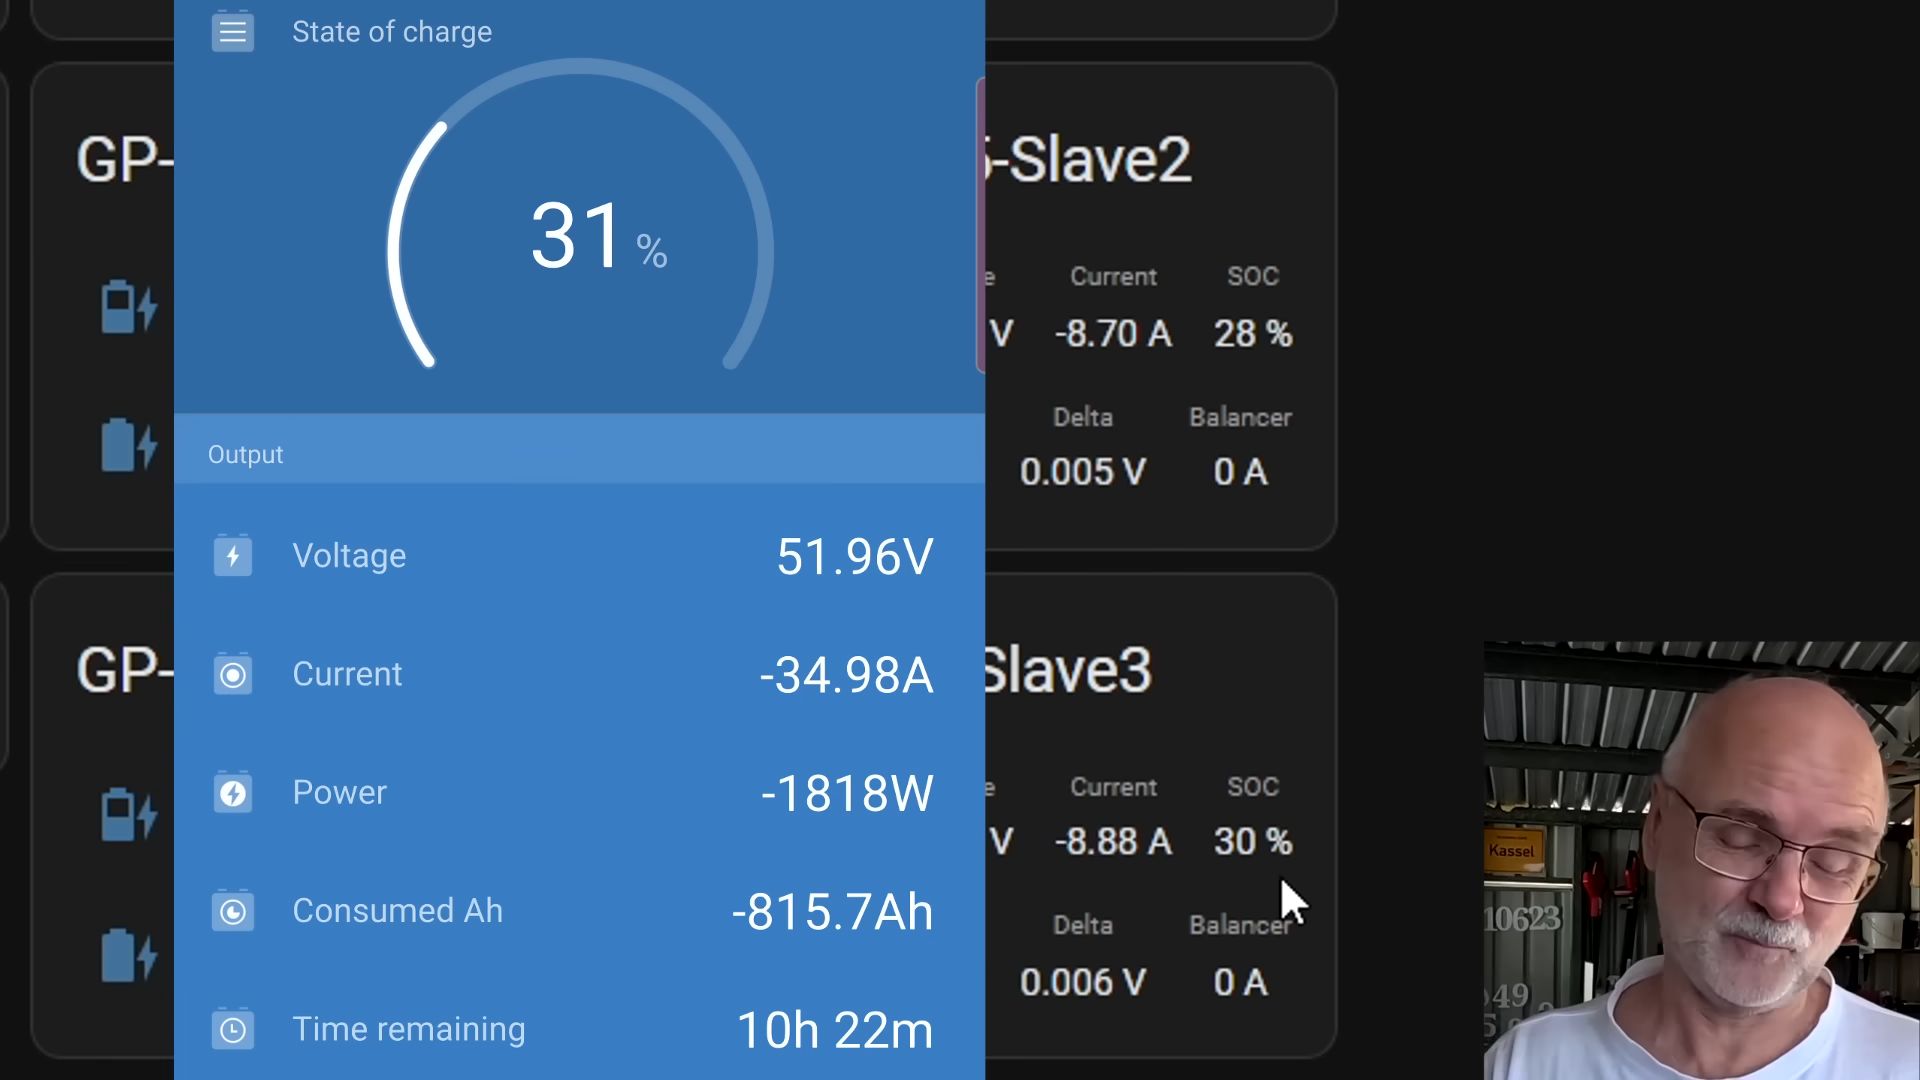 State of charge
31 %
Output
Voltage 51.96V
Current -34.98A
Power -1818W
Consumed Ah -815.7Ah
Time remaining 10h 22m
GP-
-Slave2
Current SOC
V -8.70 A 28 %
Delta Balancer
0.005 V 0 A
GP-
Slave3
Current SOC
V -8.88 A 30 %
Delta Balancer
0.006 V 0 A
Kassel
10623
49